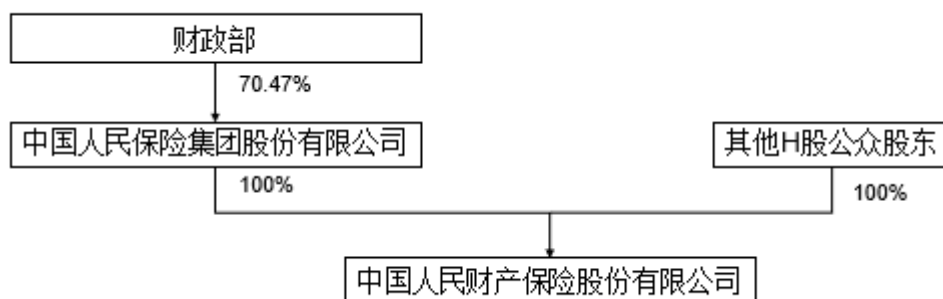 财政部
70.47%
中国人民保险集团股份有限公司
其他H股公众股东
100%
100%
中国人民财产保险股份有限公司